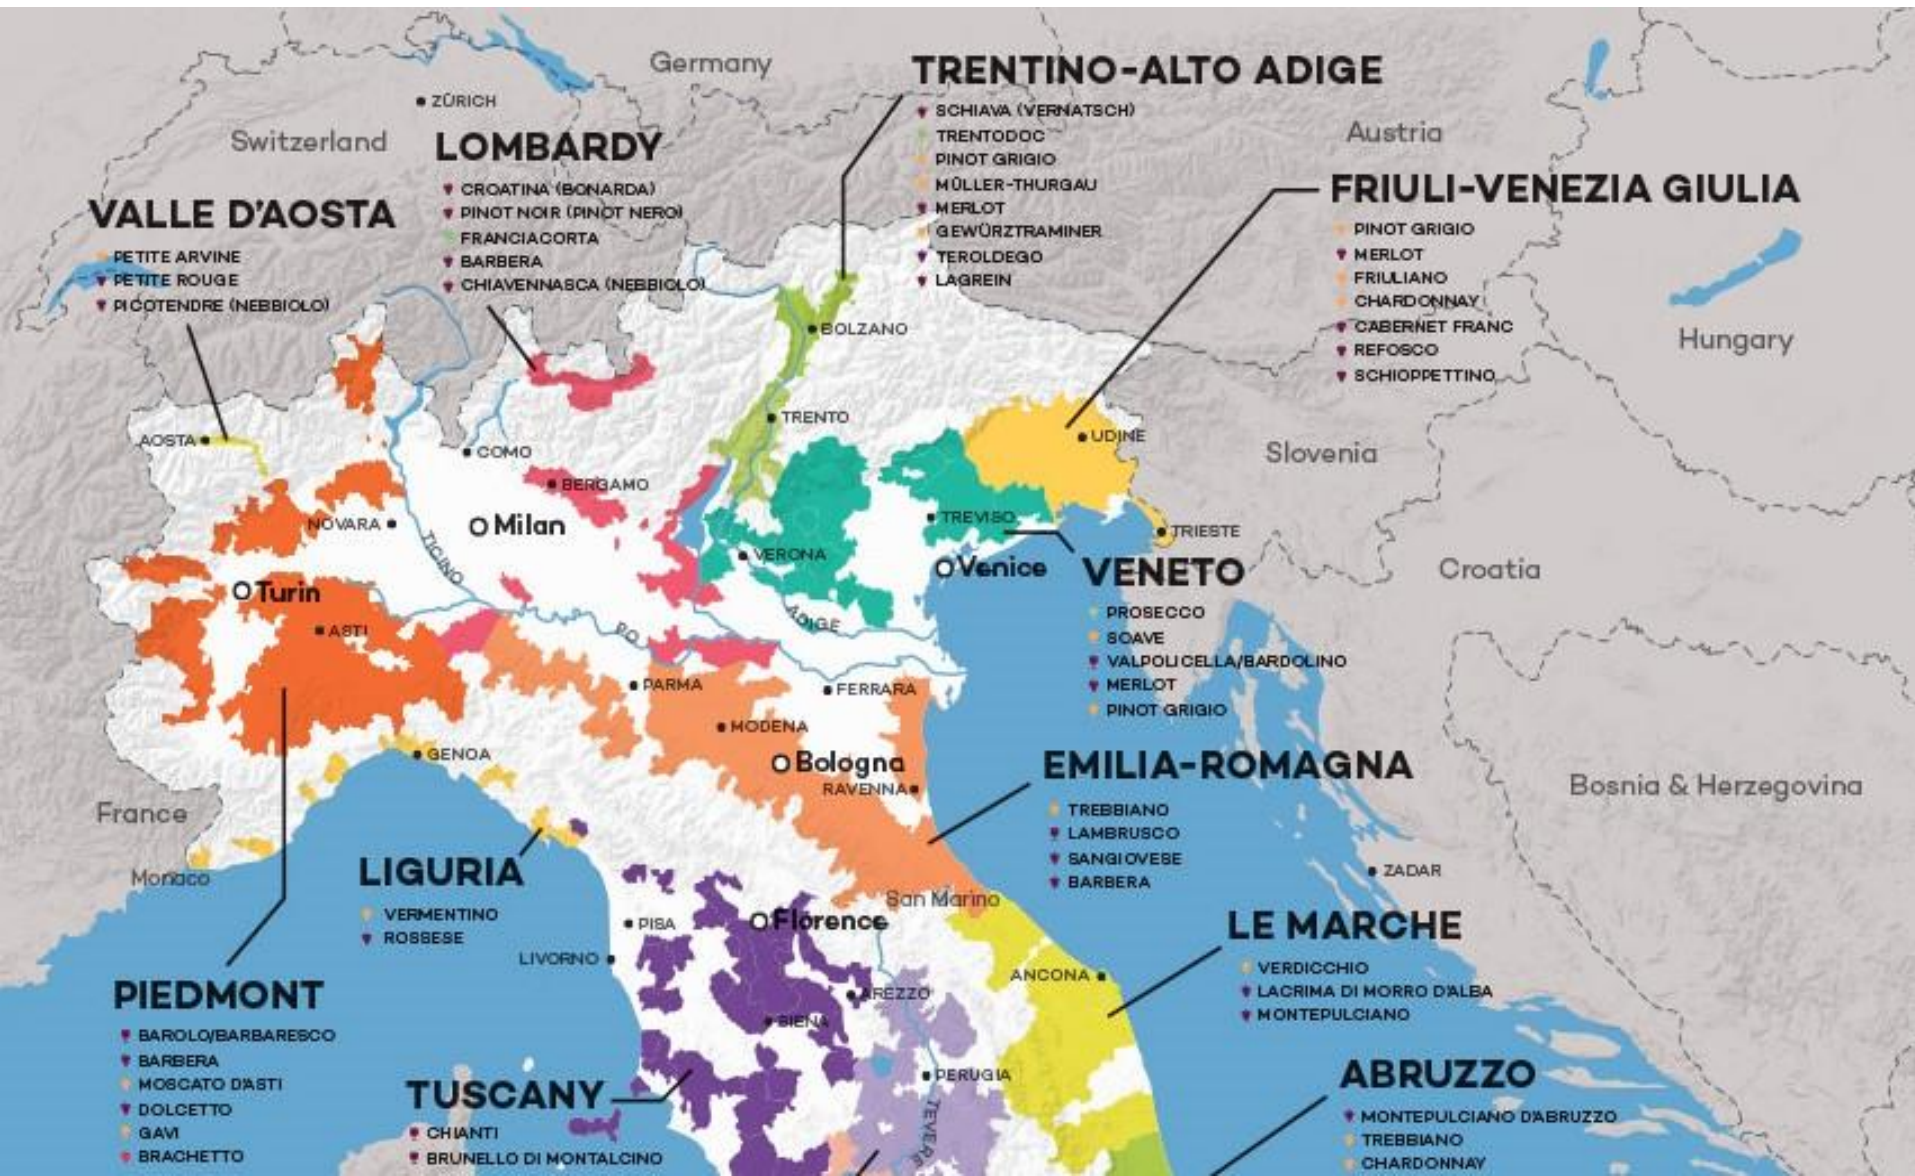 Germany
ZÜRICH
Switzerland
Austria
Hungary
Slovenia
Croatia
Bosnia & Herzegovina
France
Monaco
San Marino
ZADAR
TRENTINO-ALTO ADIGE
SCHIAVA (VERNATSCH)
TRENTODOC
PINOT GRIGIO
MÜLLER-THURGAU
MERLOT
GEWÜRZTRAMINER
TEROLDEGO
LAGREIN
LOMBARDY
CROATINA (BONARDA)
PINOT NOIR (PINOT NERO)
FRANCIACORTA
BARBERA
CHIAVENNASCA (NEBBIOLO)
VALLE D'AOSTA
PETITE ARVINE
PETITE ROUGE
PICOTENDRE (NEBBIOLO)
FRIULI-VENEZIA GIULIA
PINOT GRIGIO
MERLOT
FRIULIANO
CHARDONNAY
CABERNET FRANC
REFOSCO
SCHIOPPETTINO
BOLZANO
TRENTO
AOSTA
COMO
BERGAMO
UDINE
NOVARA
Milan
TREVISO
TRIESTE
TICINO
VERONA
Venice
Turin
ASTI
PO
ADIGE
PARMA
FERRARA
MODENA
GENOA
Bologna
RAVENNA
VENETO
PROSECCO
SOAVE
VALPOLICELLA/BARDOLINO
MERLOT
PINOT GRIGIO
EMILIA-ROMAGNA
TREBBIANO
LAMBRUSCO
SANGIOVESE
BARBERA
LIGURIA
VERMENTINO
ROSSESE
PISA
Florence
LIVORNO
AREZZO
SIENA
ANCONA
PERUGIA
TEVERE
LE MARCHE
VERDICCHIO
LACRIMA DI MORRO D'ALBA
MONTEPULCIANO
PIEDMONT
BAROLO/BARBARESCO
BARBERA
MOSCATO D'ASTI
DOLCETTO
GAVI
BRACHETTO
TUSCANY
CHIANTI
BRUNELLO DI MONTALCINO
ABRUZZO
MONTEPULCIANO D'ABRUZZO
TREBBIANO
CHARDONNAY